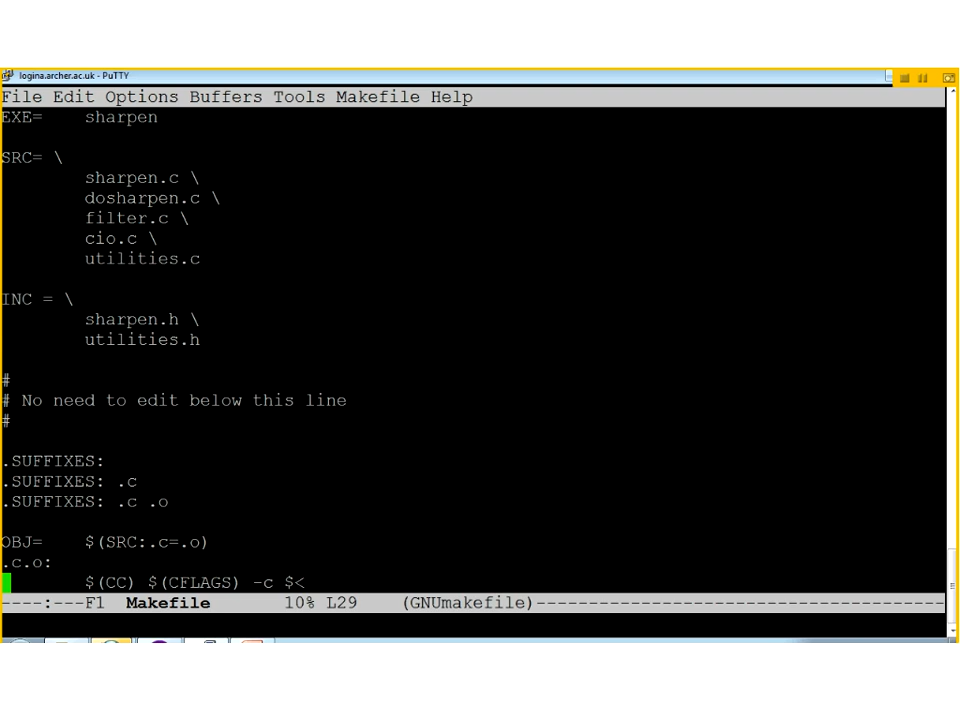 logina.archer.ac.uk - PuTTY
File Edit Options Buffers Tools Makefile Help
EXE=    sharpen
SRC= \
        sharpen.c \
        dosharpen.c \
        filter.c \
        cio.c \
        utilities.c
INC = \
        sharpen.h \
        utilities.h
#
# No need to edit below this line
#
.SUFFIXES:
.SUFFIXES: .c
.SUFFIXES: .c .o
OBJ=    $(SRC:.c=.o)
.c.o:
        $(CC) $(CFLAGS) -c $<
----:---F1  Makefile       10% L29    (GNUmakefile)---------------------------------------